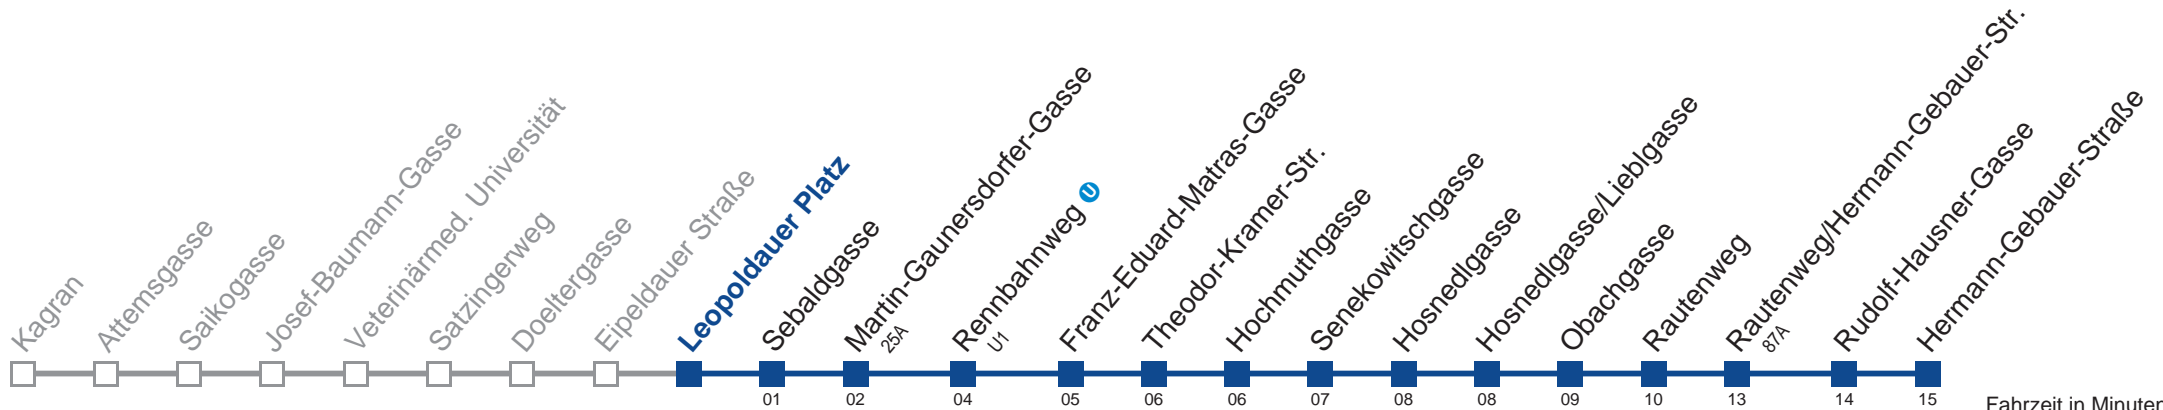 Kagran
Attemsgasse
Saikogasse
Josef-Baumann-Gasse
Veterinärmed. Universität
Satzingerweg
Doeltergasse
Eipeldauer Straße
Leopoldauer Platz
Sebaldgasse
Martin-Gaunersdorfer-Gasse
25A
Rennbahnweg U
U1
Franz-Eduard-Matras-Gasse
Theodor-Kramer-Str.
Hochmuthgasse
Senekowitschgasse
Hosnedlgasse
Hosnedlgasse/Lieblgasse
Obachgasse
Rautenweg
Rautenweg/Hermann-Gebauer-Str.
87A
Rudolf-Hausner-Gasse
Hermann-Gebauer-Straße
01 02 04 05 06 06 07 08 08 09 10 13 14 15
Fahrzeit in Minuten